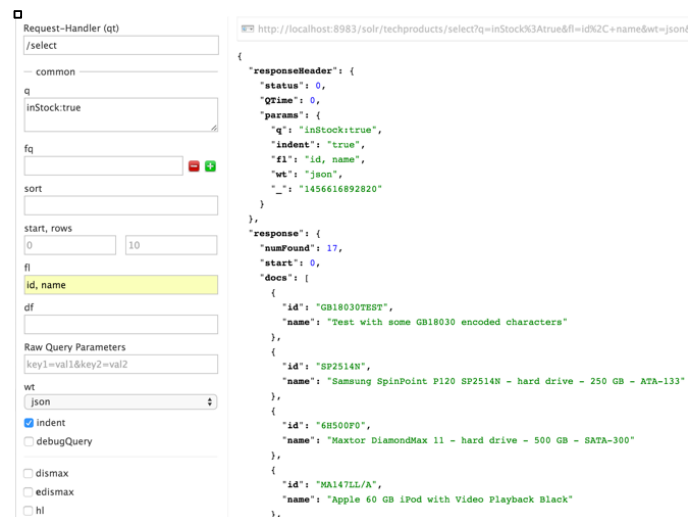 Request-Handler (qt)
/select
common
q
inStock:true
fq
sort
start, rows
0 10
fl
id, name
df
Raw Query Parameters
key1=val1&key2=val2
wt
json
indent
debugQuery
dismax
edismax
hl
http://localhost:8983/solr/techproducts/select?q=inStock%3Atrue&fl=id%2C+name&wt=json&
{
"responseHeader": {
"status": 0,
"QTime": 0,
"params": {
"q": "inStock:true",
"indent": "true",
"fl": "id, name",
"wt": "json",
"_": "1456616892820"
}
},
"response": {
"numFound": 17,
"start": 0,
"docs": [
{
"id": "GB18030TEST",
"name": "Test with some GB18030 encoded characters"
},
{
"id": "SP2514N",
"name": "Samsung SpinPoint P120 SP2514N - hard drive - 250 GB - ATA-133"
},
{
"id": "6H500F0",
"name": "Maxtor DiamondMax 11 - hard drive - 500 GB - SATA-300"
},
{
"id": "MA147LL/A",
"name": "Apple 60 GB iPod with Video Playback Black"
},